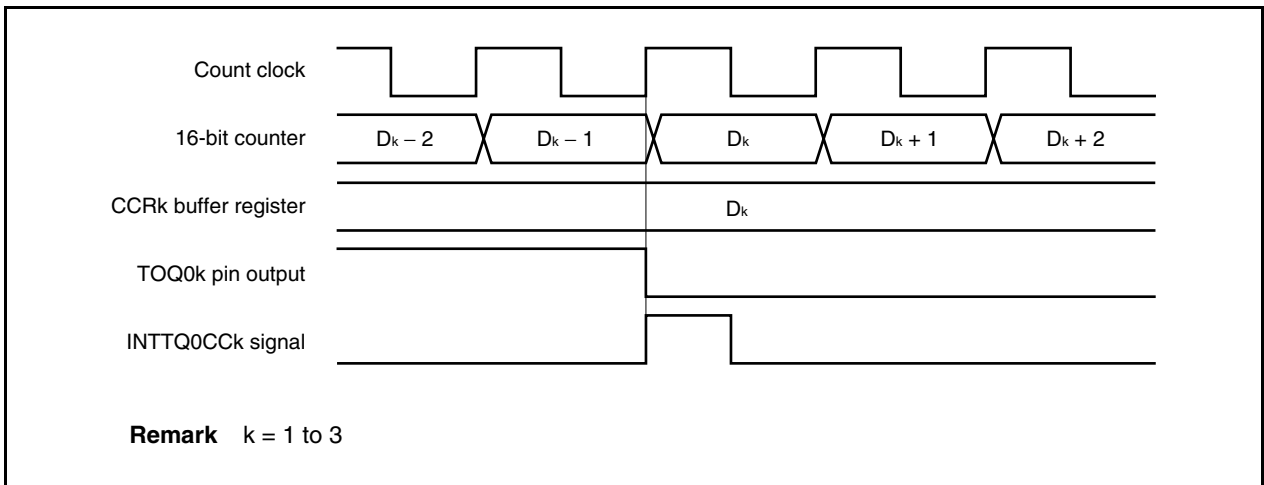 Count clock
16-bit counter
Dk − 2
Dk − 1
Dk
Dk + 1
Dk + 2
CCRk buffer register
Dk
TOQ0k pin output
INTTQ0CCk signal
Remark k = 1 to 3